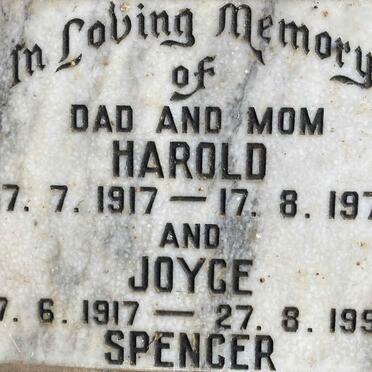 In Loving Memory
of
DAD AND MOM
HAROLD
7. 7. 1917 — 17. 8. 197
AND
JOYCE
7. 6. 1917 — 27. 8. 199
SPENCER